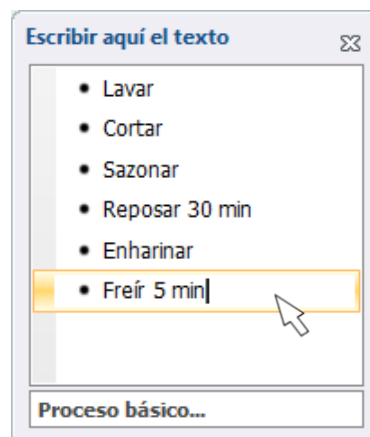 Escribir aquí el texto
• Lavar
• Cortar
• Sazonar
• Reposar 30 min
• Enharinar
• Freír 5 min
Proceso básico...